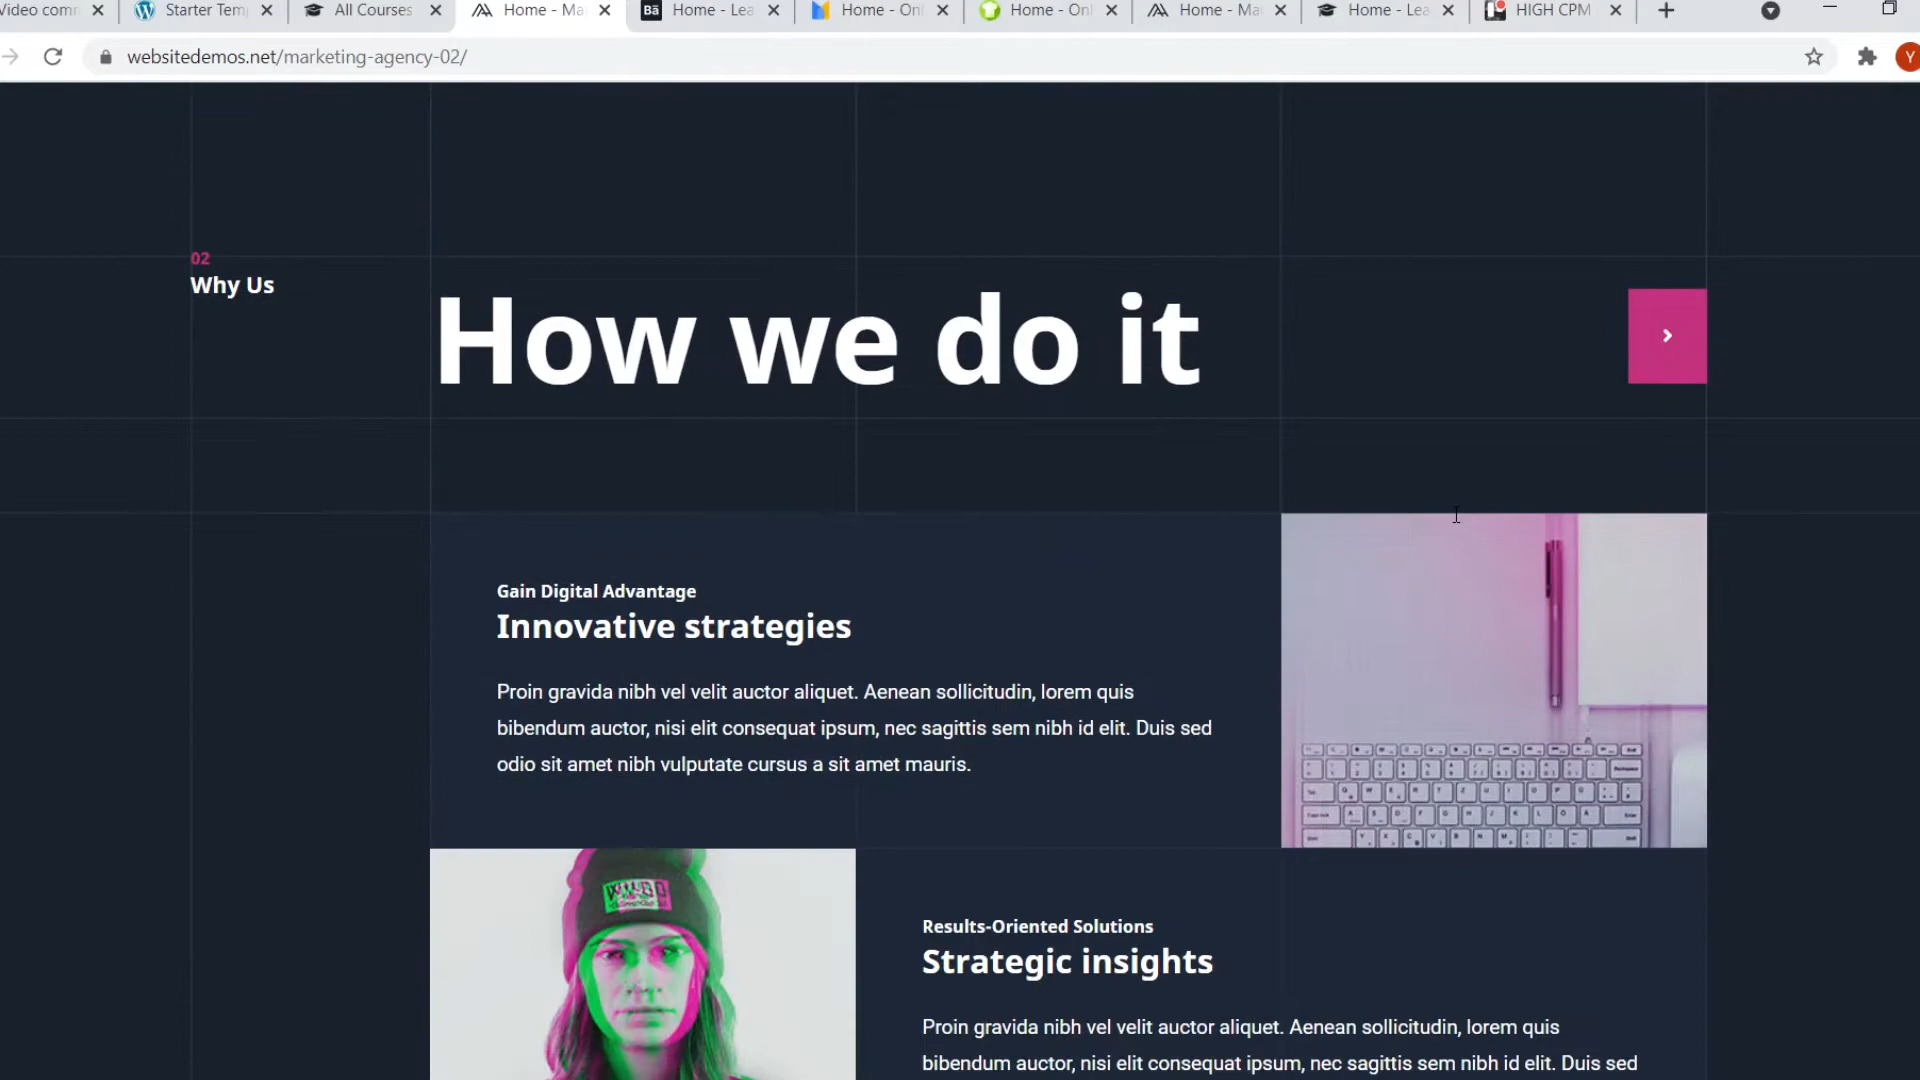 Video com
Starter Tem
All Courses
Home - Ma
Bā
Home - Lea
Home - Onl
Home - Onl
Home - Ma
Home - Lea
HIGH CPM
websitedemos.net/marketing-agency-02/
Y
02
Why Us
How we do it
Gain Digital Advantage
Innovative strategies
Proin gravida nibh vel velit auctor aliquet. Aenean sollicitudin, lorem quis
bibendum auctor, nisi elit consequat ipsum, nec sagittis sem nibh id elit. Duis sed
odio sit amet nibh vulputate cursus a sit amet mauris.
Results-Oriented Solutions
Strategic insights
Proin gravida nibh vel velit auctor aliquet. Aenean sollicitudin, lorem quis
bibendum auctor, nisi elit consequat ipsum, nec sagittis sem nibh id elit. Duis sed